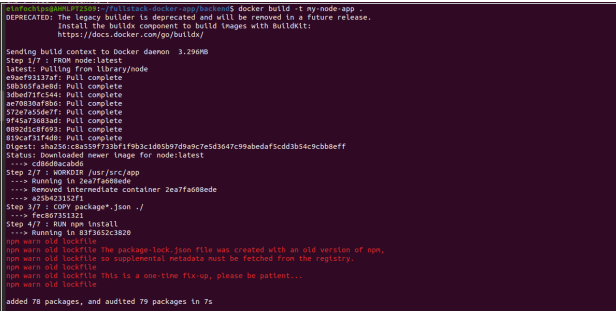 einfochips@AHMLPT2509:~/fullstack-docker-app/backend$ docker build -t my-node-app .
DEPRECATED: The legacy builder is deprecated and will be removed in a future release.
Install the buildx component to build images with BuildKit:
https://docs.docker.com/go/buildx/
Sending build context to Docker daemon  3.296MB
Step 1/7 : FROM node:latest
latest: Pulling from library/node
e9aef93137af: Pull complete
58b365fa3e8d: Pull complete
3dbed71fc544: Pull complete
ae70830af8b6: Pull complete
572e7a55de7f: Pull complete
9f45a73683ad: Pull complete
0892d1c8f693: Pull complete
819caf31f4d0: Pull complete
Digest: sha256:c8a559f733bf1f9b3c1d05b97d9a9c7e5d3647c99abedaf5cdd3b54c9cbb8eff
Status: Downloaded newer image for node:latest
---> cd86d0acabd6
Step 2/7 : WORKDIR /usr/src/app
---> Running in 2ea7fa608ede
---> Removed intermediate container 2ea7fa608ede
---> a25b423152f1
Step 3/7 : COPY package*.json ./
---> fec867351321
Step 4/7 : RUN npm install
---> Running in 83f3652c3820
npm warn old lockfile
npm warn old lockfile The package-lock.json file was created with an old version of npm,
npm warn old lockfile so supplemental metadata must be fetched from the registry.
npm warn old lockfile
npm warn old lockfile This is a one-time fix-up, please be patient...
npm warn old lockfile
added 78 packages, and audited 79 packages in 7s